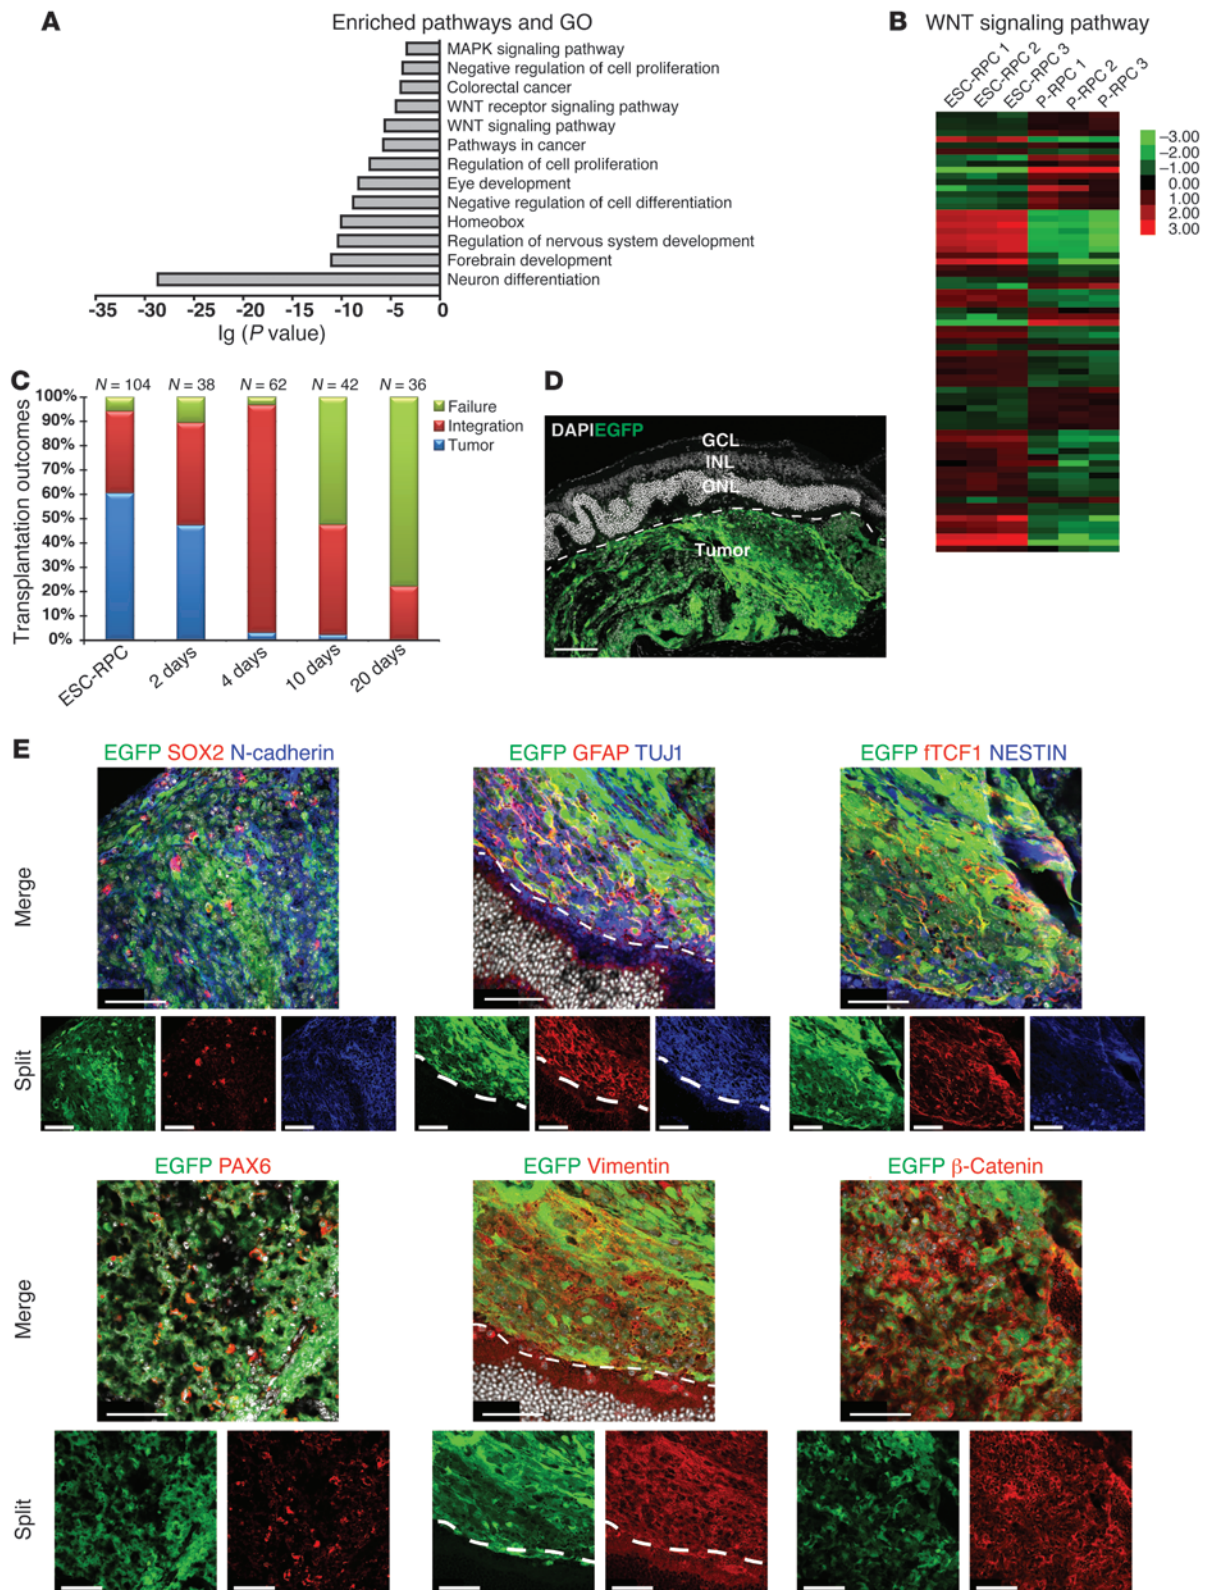 A
Enriched pathways and GO
MAPK signaling pathway
Negative regulation of cell proliferation
Colorectal cancer
WNT receptor signaling pathway
WNT signaling pathway
Pathways in cancer
Regulation of cell proliferation
Eye development
Negative regulation of cell differentiation
Homeobox
Regulation of nervous system development
Forebrain development
Neuron differentiation
-35 -30 -25 -20 -15 -10 -5 0
lg (P value)
B WNT signaling pathway
ESC-RPC 1
ESC-RPC 2
ESC-RPC 3
P-RPC 1
P-RPC 2
P-RPC 3
–3.00
–2.00
–1.00
0.00
1.00
2.00
3.00
C
N = 104 N = 38 N = 62 N = 42 N = 36
Transplantation outcomes
100%
90%
80%
70%
60%
50%
40%
30%
20%
10%
0%
ESC-RPC
2 days
4 days
10 days
20 days
Failure
Integration
Tumor
D
DAPIEGFP
GCL
INL
ONL
Tumor
E
EGFP SOX2 N-cadherin
EGFP GFAP TUJ1
EGFP fTCF1 NESTIN
Merge
Split
EGFP PAX6
EGFP Vimentin
EGFP β-Catenin
Merge
Split